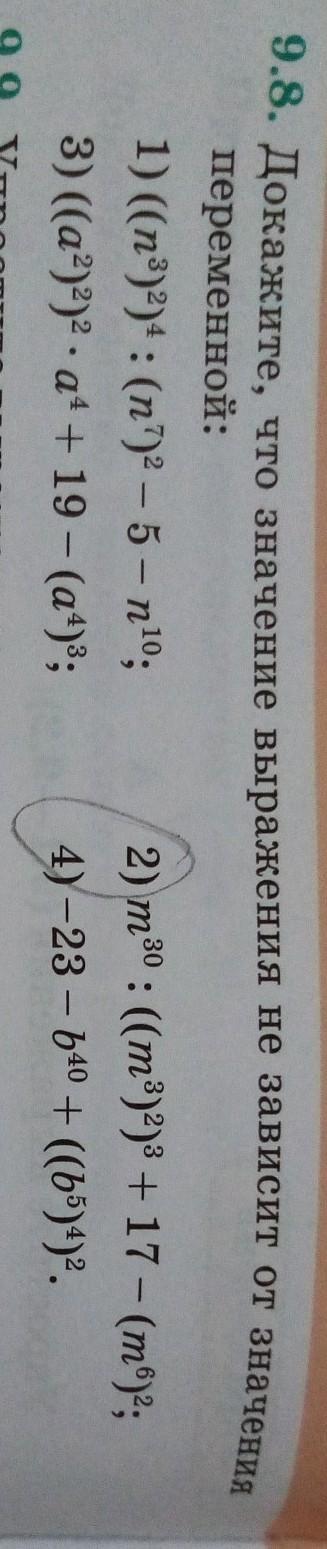 9.8. Докажите, что значение выражения не зависит от значения
переменной:
1) ((n³)²)⁴ : (n⁷)² – 5 – n¹⁰; 2) m³⁰ : ((m³)²)³ + 17 – (m⁶)²;
3) ((a²)²)² · a⁴ + 19 – (a⁴)³; 4) –23 – b⁴⁰ + ((b⁵)⁴)².
9.9